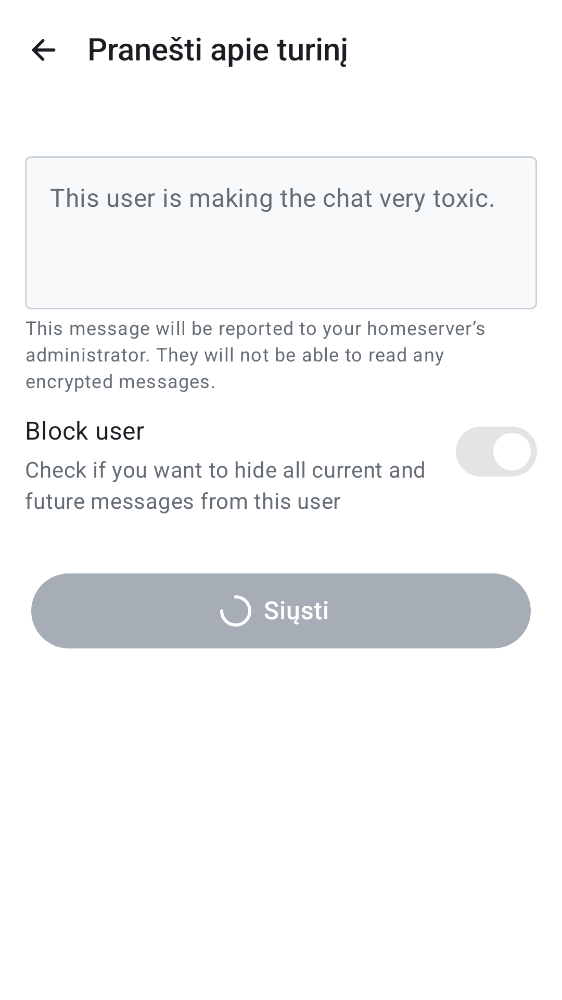 Pranešti apie turinį
This user is making the chat very toxic.
This message will be reported to your homeserver’s
administrator. They will not be able to read any
encrypted messages.
Block user
Check if you want to hide all current and
future messages from this user
Siųsti